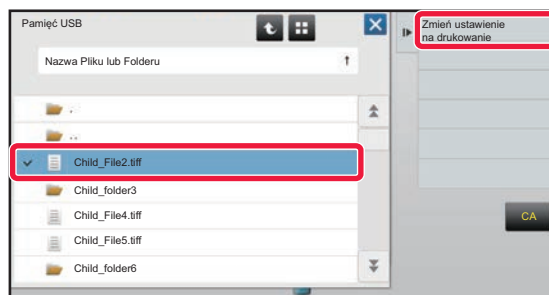 Pamięć USB
Nazwa Pliku lub Folderu
.
..
Child_File2.tiff
Child_folder3
Child_File4.tiff
Child_File5.tiff
Child_folder6
Zmień ustawienie
na drukowanie
CA